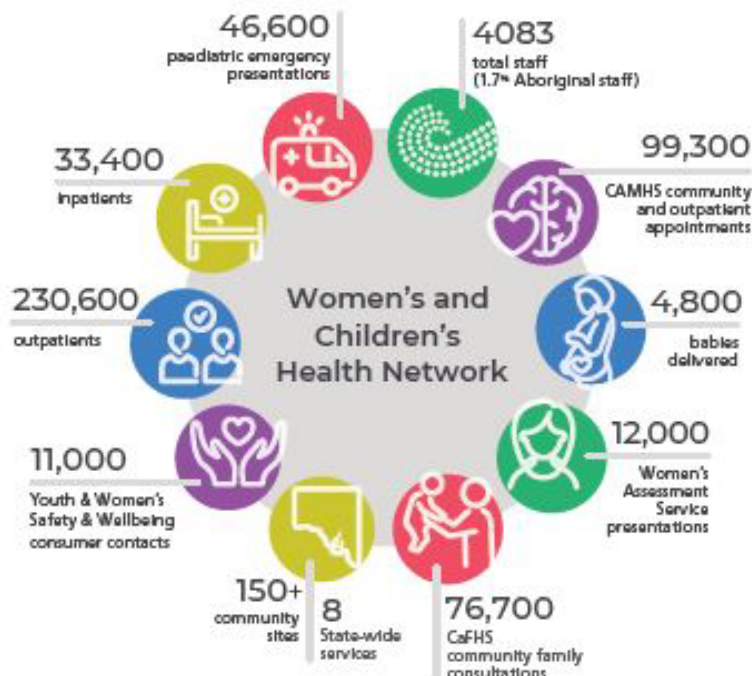 46,600
paediatric emergency
presentations
4083
total staff
(1.7% Aboriginal staff)
33,400
inpatients
99,300
CAMHS community
and outpatient
appointments
230,600
outpatients
Women's and
Children's
Health Network
4,800
babies
delivered
11,000
Youth & Women's
Safety & Wellbeing
consumer contacts
12,000
Women's
Assessment
Service
presentations
150+
community
sites
8
State-wide
services
76,700
CaFHS
community family
consultations